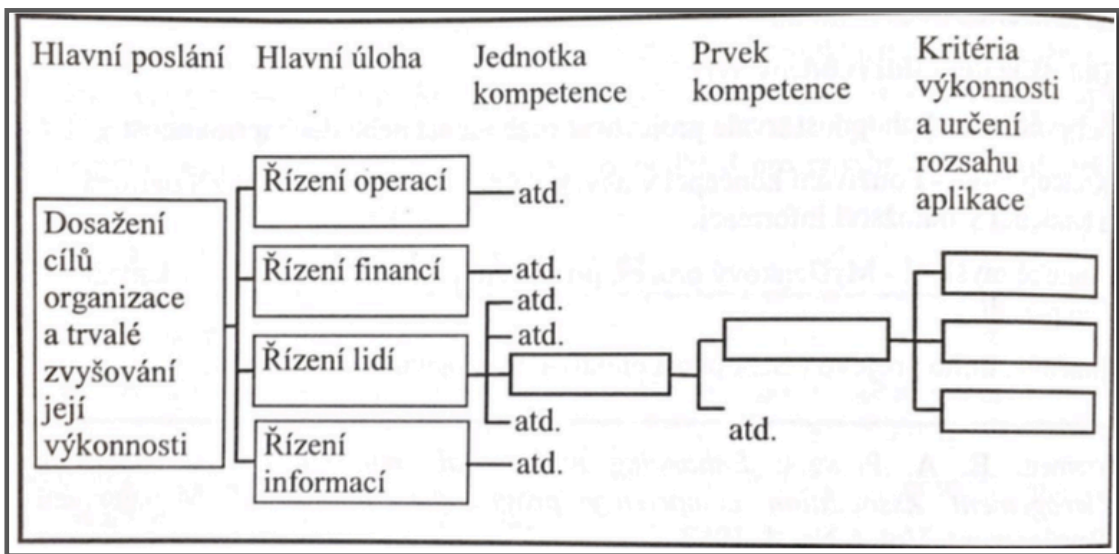 Hlavní poslání
Hlavní úloha
Jednotka
kompetence
Prvek
kompetence
Kritéria
výkonnosti
a určení
rozsahu
aplikace
Dosažení
cílů
organizace
a trvalé
zvyšování
její
výkonnosti
Řízení operací
Řízení financí
Řízení lidí
Řízení
informací
atd.
atd.
atd.
atd.
atd.
atd.
atd.